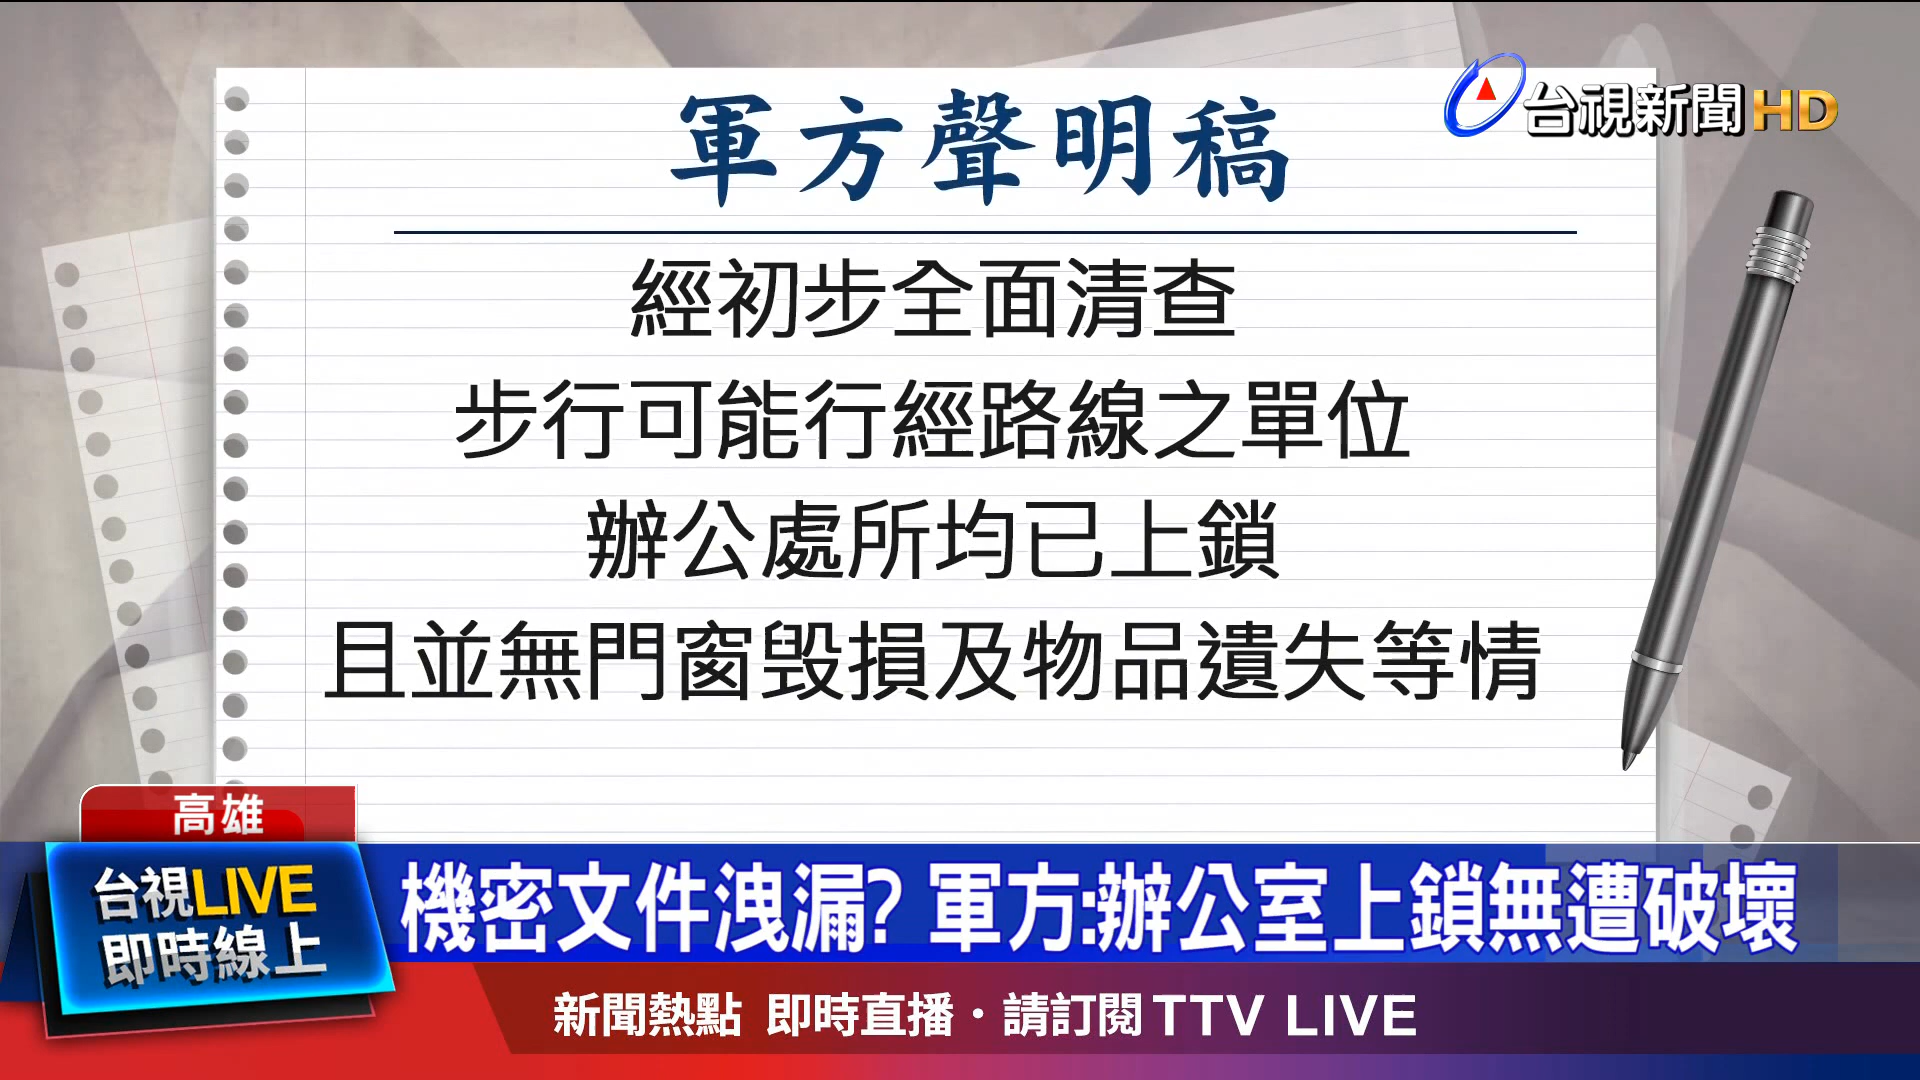 台視新聞HD
軍方聲明稿
經初步全面清查
步行可能行經路線之單位
辦公處所均已上鎖
且並無門窗毀損及物品遺失等情
高雄
台視LIVE
即時線上
機密文件洩漏? 軍方:辦公室上鎖無遭破壞
新聞熱點 即時直播・請訂閱TTV LIVE